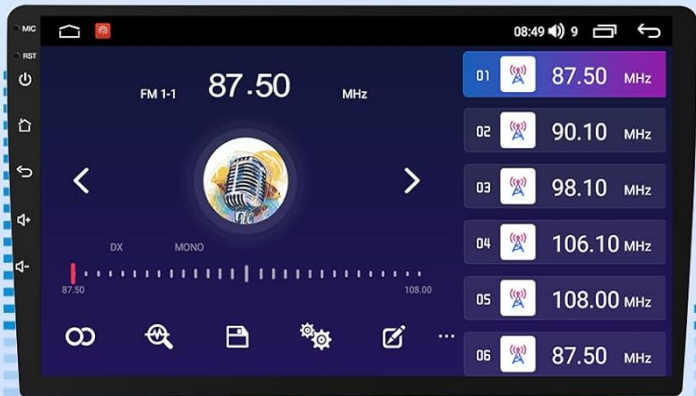 MIC
RST
08:49 9
FM 1-1 87.50 MHz
DX MONO
87.50 108.00
01 87.50 MHz
02 90.10 MHz
03 98.10 MHz
04 106.10 MHz
05 108.00 MHz
06 87.50 MHz